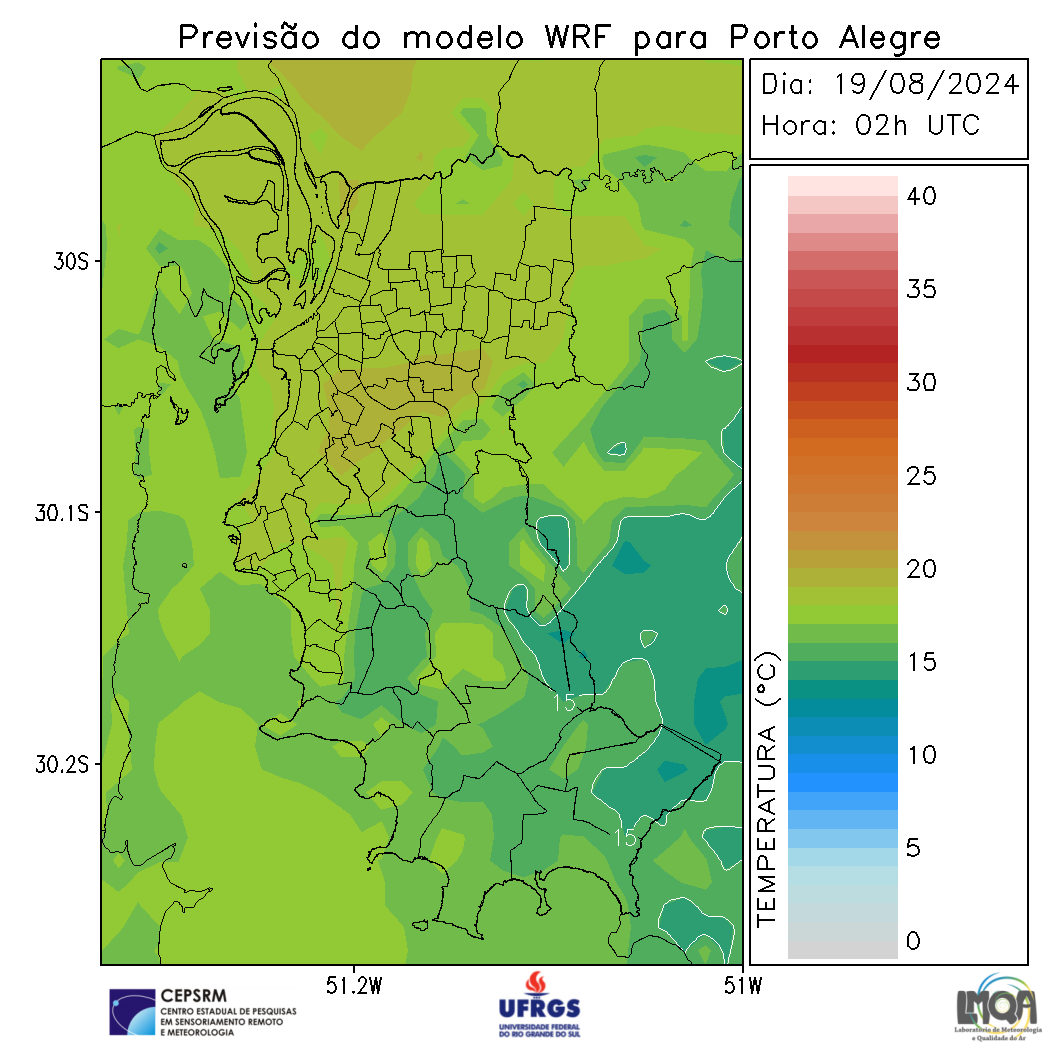 Previsão do modelo WRF para Porto Alegre
Dia: 19/08/2024
Hora: 02h UTC
30S
30.1S
30.2S
51.2W
51W
15
15
TEMPERATURA (°C)
40
35
30
25
20
15
10
5
0
CEPSRM
CENTRO ESTADUAL DE PESQUISAS
EM SENSORIAMENTO REMOTO
E METEOROLOGIA
UFRGS
UNIVERSIDADE FEDERAL
DO RIO GRANDE DO SUL
LMQA
Laboratório de Meteorologia
e Qualidade do Ar